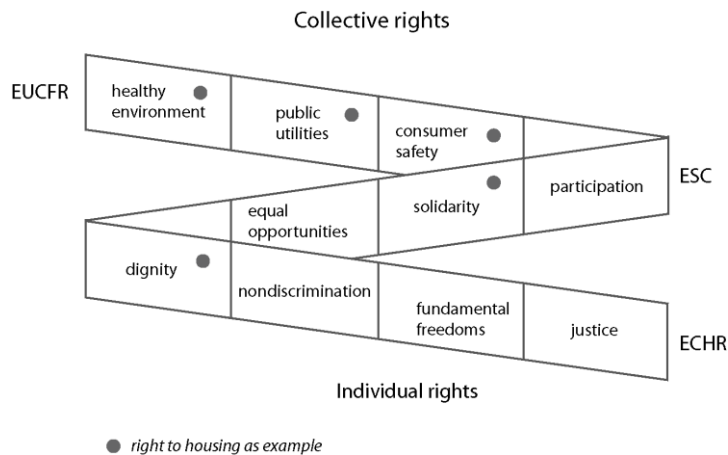 Collective rights
EUCFR
healthy
environment
public
utilities
consumer
safety
ESC
participation
solidarity
equal
opportunities
dignity
nondiscrimination
fundamental
freedoms
justice
ECHR
Individual rights
right to housing as example